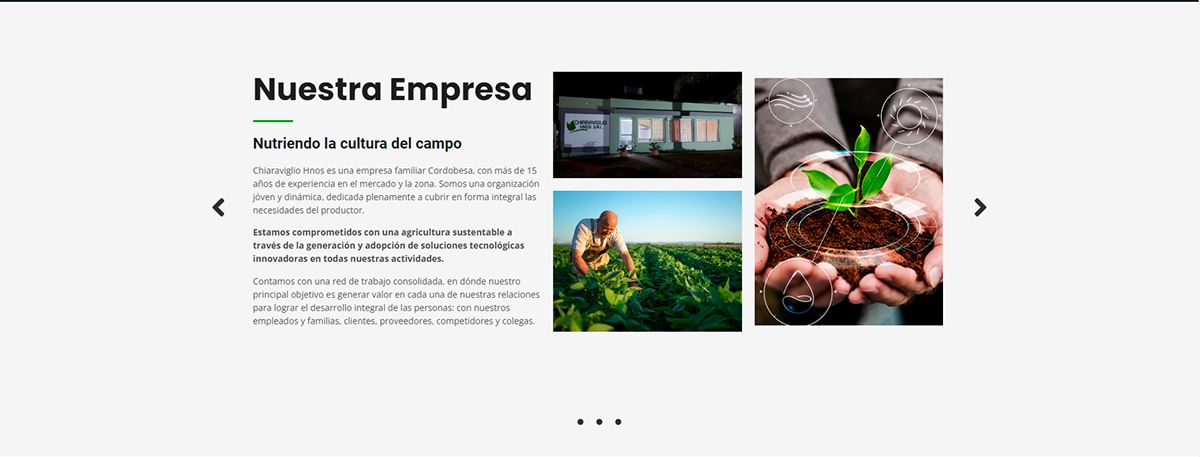 Nuestra Empresa
Nutriendo la cultura del campo
Chiaraviglio Hnos es una empresa familiar Cordobesa, con más de 15
años de experiencia en el mercado y la zona. Somos una organización
jóven y dinámica, dedicada plenamente a cubrir en forma integral las
necesidades del productor.
Estamos comprometidos con una agricultura sustentable a
través de la generación y adopción de soluciones tecnológicas
innovadoras en todas nuestras actividades.
Contamos con una red de trabajo consolidada, en dónde nuestro
principal objetivo es generar valor en cada una de nuestras relaciones
para lograr el desarrollo integral de las personas: con nuestros
empleados y familias, clientes, proveedores, competidores y colegas.
CHIARAVIGLIO
HNOS S.R.L.